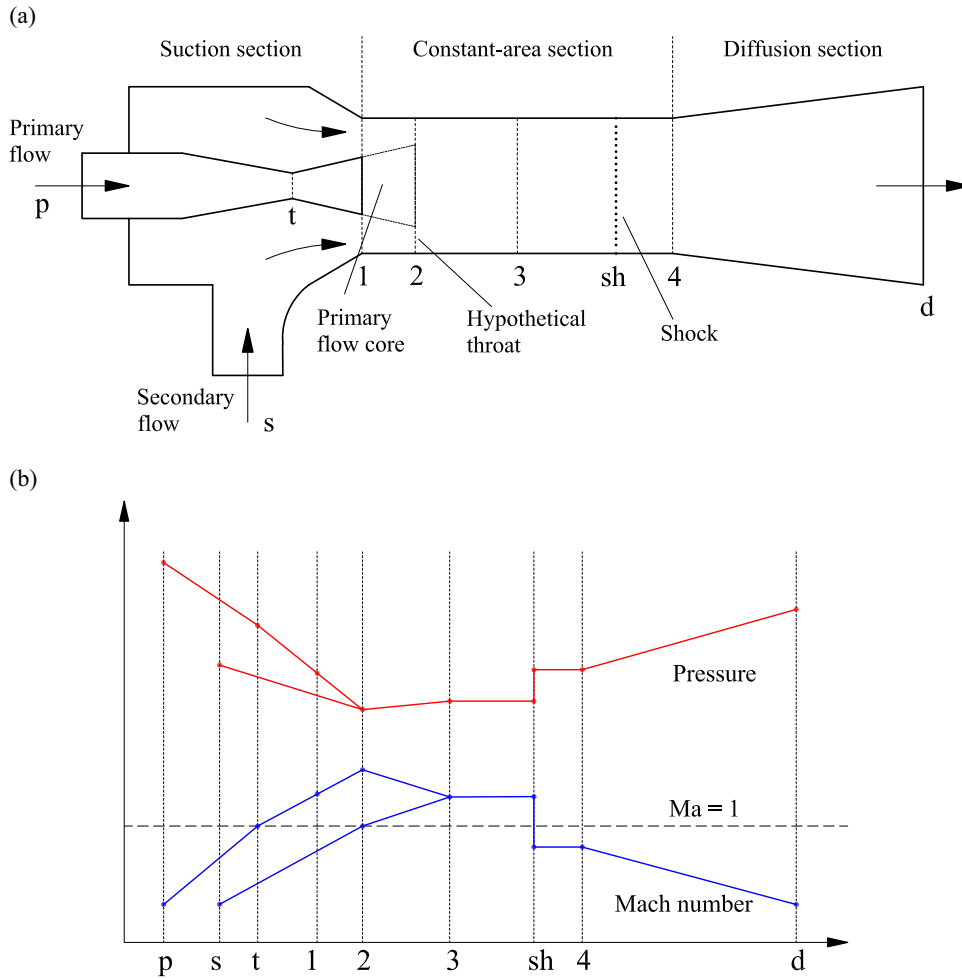 (a)
Suction section
Constant-area section
Diffusion section
Primary
flow
p
t
1
2
3
sh
4
d
Primary
flow core
Hypothetical
throat
Shock
Secondary
flow
s
(b)
Pressure
Ma = 1
Mach number
p s t 1 2 3 sh 4 d